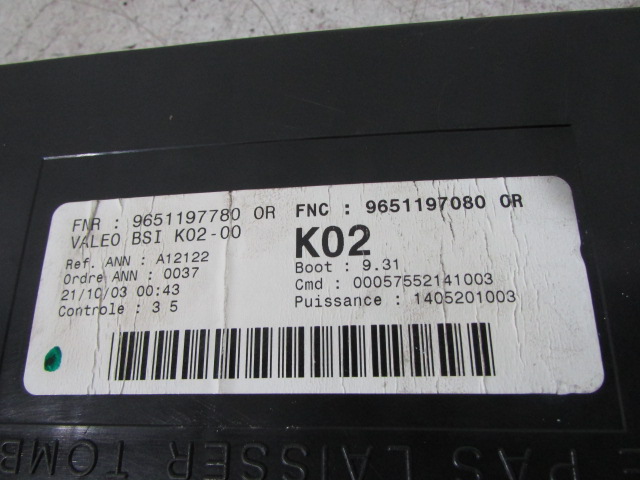 FNR : 9651197780 OR
VALEO BSI K02-00
Ref. ANN : A12122
Ordre ANN : 0037
21/10/03 00:43
Controle : 3 5
FNC : 9651197080 OR
K02
Boot : 9.31
Cmd : 00057552141003
Puissance : 1405201003
PAS LAISSER TOMB